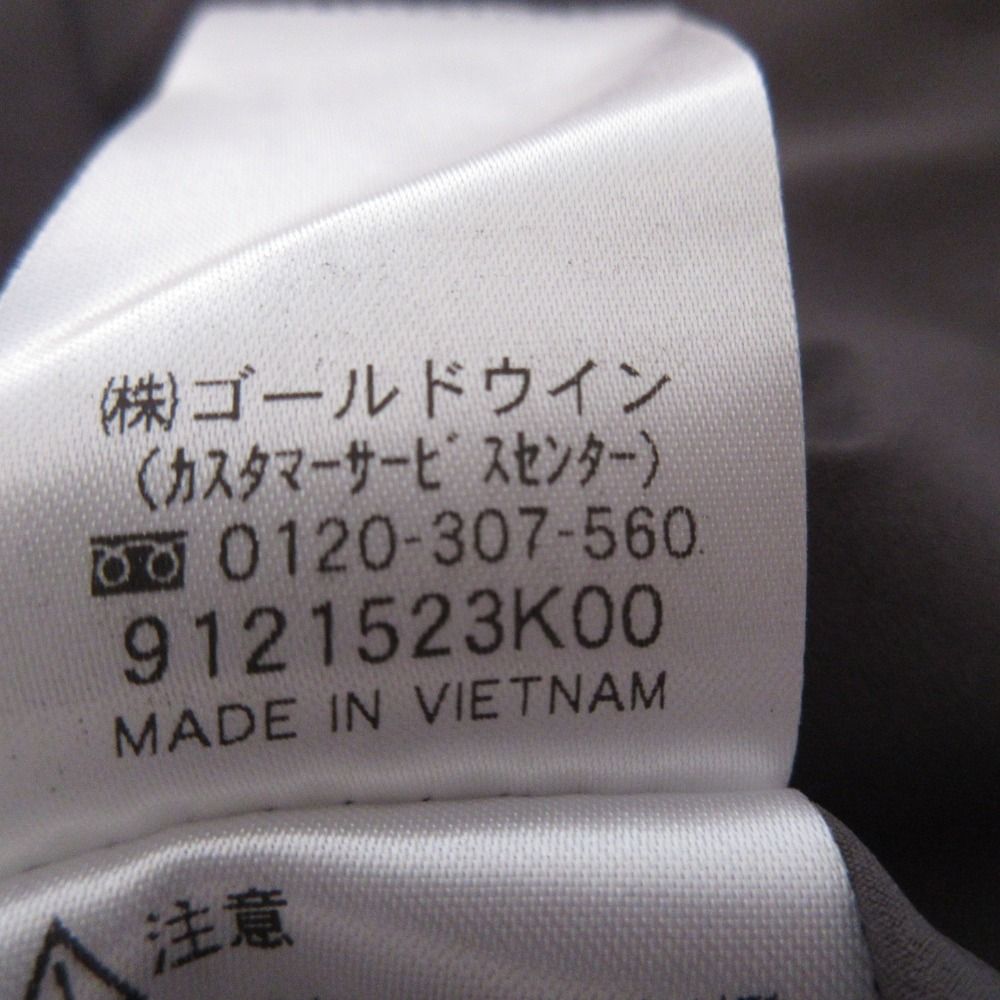 ㈱ゴールドウイン
(カスタマーサービスセンター)
0120-307-560
9121523K00
MADE IN VIETNAM
注意